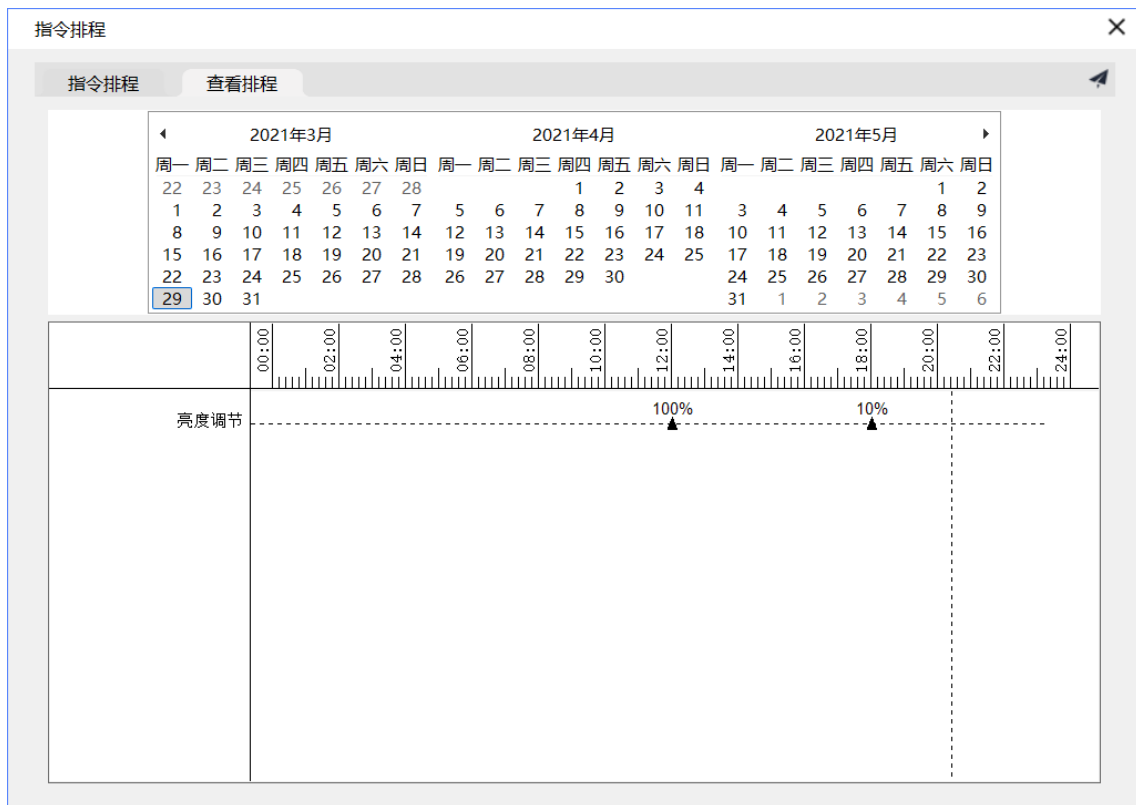 指令排程
指令排程 查看排程
2021年3月 2021年4月 2021年5月
周一 周二 周三 周四 周五 周六 周日 周一 周二 周三 周四 周五 周六 周日 周一 周二 周三 周四 周五 周六 周日
22 23 24 25 26 27 28 1 2 3 4 1 2
1 2 3 4 5 6 7 5 6 7 8 9 10 11 3 4 5 6 7 8 9
8 9 10 11 12 13 14 12 13 14 15 16 17 18 10 11 12 13 14 15 16
15 16 17 18 19 20 21 19 20 21 22 23 24 25 17 18 19 20 21 22 23
22 23 24 25 26 27 28 26 27 28 29 30 24 25 26 27 28 29 30
29 30 31 31 1 2 3 4 5 6
00:00 02:00 04:00 06:00 08:00 10:00 12:00 14:00 16:00 18:00 20:00 22:00 24:00
100% 10%
亮度调节